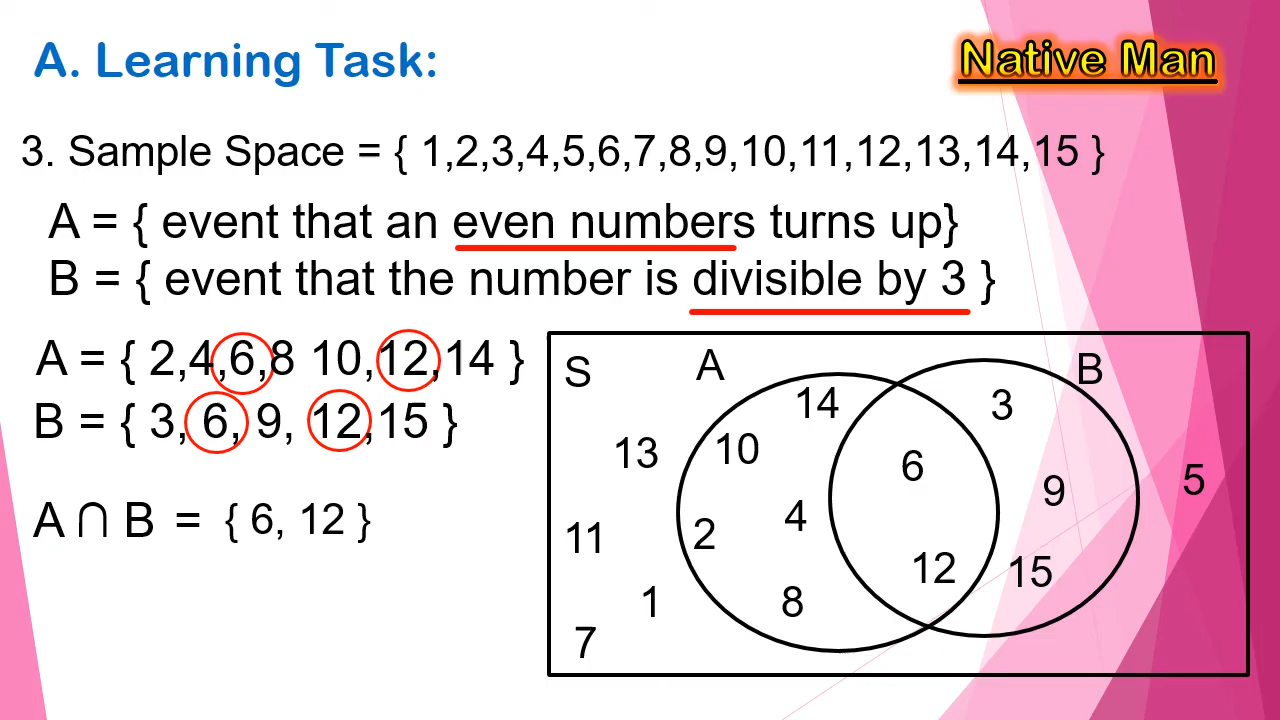 A. Learning Task:
Native Man
3. Sample Space = { 1,2,3,4,5,6,7,8,9,10,11,12,13,14,15 }
A = { event that an even numbers turns up}
B = { event that the number is divisible by 3 }
A = { 2,4,6,8 10,12,14 }
B = { 3, 6, 9, 12,15 }
A ∩ B = { 6, 12 }
S A B
14 3
13 10 6
9 5
11 2 4
12 15
1 8
7